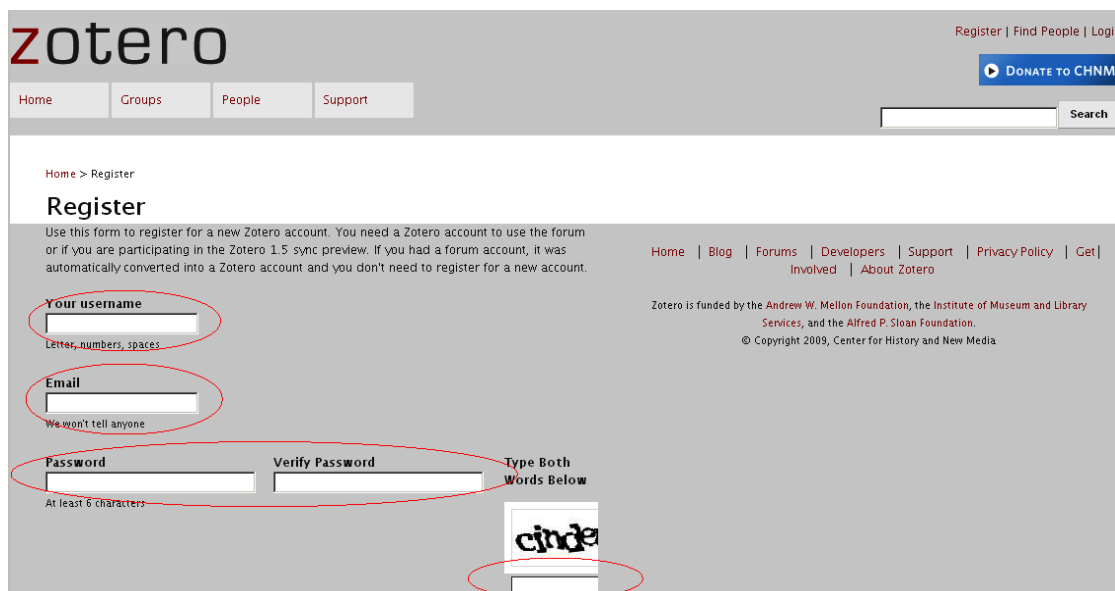 zotero
Register | Find People | Logi
DONATE TO CHNM
Home Groups People Support
Search
Home > Register
Register
Use this form to register for a new Zotero account. You need a Zotero account to use the forum
or if you are participating in the Zotero 1.5 sync preview. If you had a forum account, it was
automatically converted into a Zotero account and you don't need to register for a new account.
Your username
Letter, numbers, spaces
Email
We won't tell anyone
Password Verify Password
At least 6 characters
Type Both
Words Below
cinde
Home | Blog | Forums | Developers | Support | Privacy Policy | Get|
Involved | About Zotero
Zotero is funded by the Andrew W. Mellon Foundation, the Institute of Museum and Library
Services, and the Alfred P. Sloan Foundation.
© Copyright 2009, Center for History and New Media